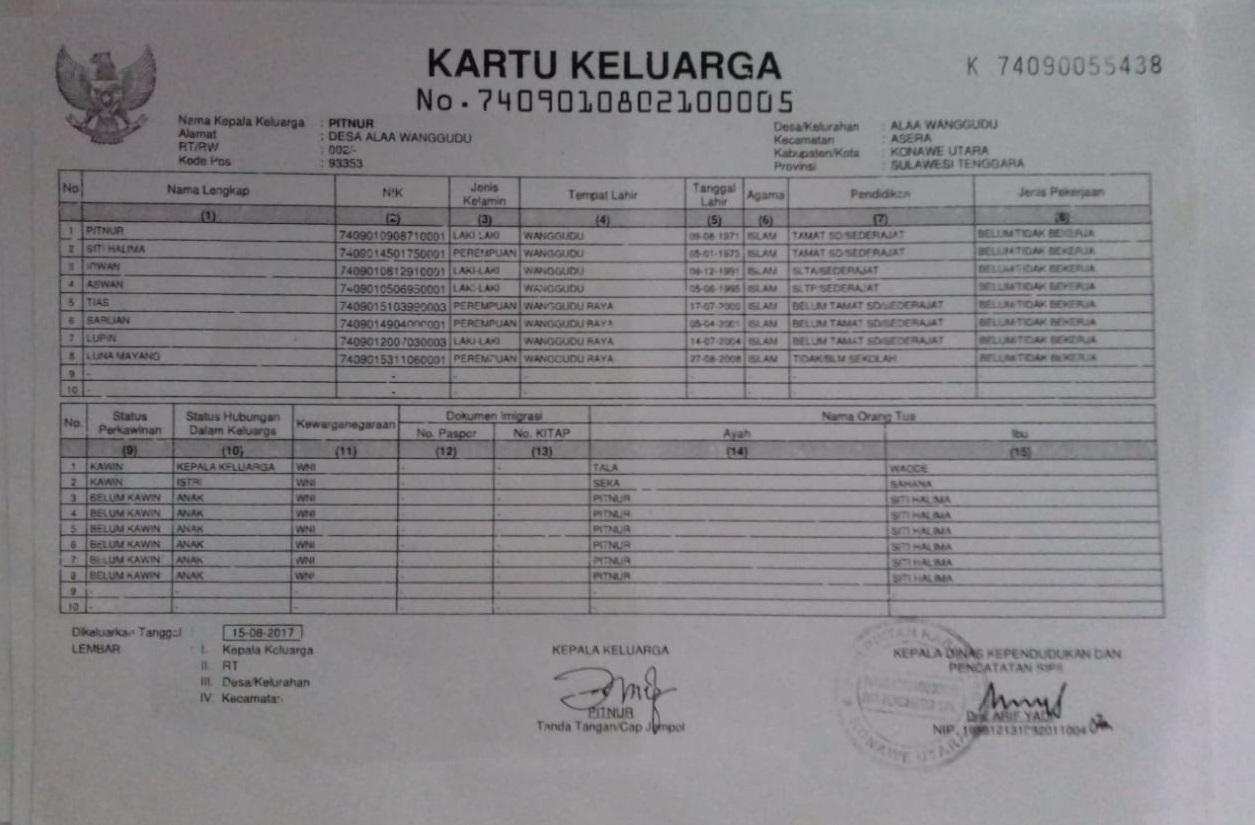 KARTU KELUARGA
K 74090055438
No.7409010802100005
Nama Kepala Keluarga : PITNUR
Alamat : DESA ALAA WANGGUDU
RT/RW : 002/-
Kode Pos : 93353
Desa/Kelurahan : ALAA WANGGUDU
Kecamatan : ASERA
Kabupaten/Kota : KONAWE UTARA
Provinsi : SULAWESI TENGGARA
No Nama Lengkap NIK Jenis Kelamin Tempat Lahir Tanggal Lahir Agama Pendidikan Jenis Pekerjaan
(1) (2) (3) (4) (5) (6) (7) (8)
1 PITNUR 7409010908710001 LAKI-LAKI WANGGUDU 09-08-1971 ISLAM TAMAT SD/SEDERAJAT BELUM/TIDAK BEKERJA
2 SITI HALIMA 7409014501750001 PEREMPUAN WANGGUDU ISLAM TAMAT SD/SEDERAJAT BELUM/TIDAK BEKERJA
3 IRWAN 7409010812910001 LAKI-LAKI WANGGUDU 08-12-1991 ISLAM SLTA/SEDERAJAT BELUM/TIDAK BEKERJA
4 ASWAN 7409010506950001 LAKI-LAKI WANGGUDU 05-06-1995 ISLAM SLTP/SEDERAJAT BELUM/TIDAK BEKERJA
5 TIAS PEREMPUAN WANGGUDU RAYA 17-07-2000 ISLAM BELUM TAMAT SD/SEDERAJAT BELUM/TIDAK BEKERJA
6 PEREMPUAN WANGGUDU RAYA ISLAM BELUM TAMAT SD/SEDERAJAT BELUM/TIDAK BEKERJA
7 LUPIN 7409012007030003 LAKI-LAKI WANGGUDU RAYA 14-07-2004 ISLAM BELUM TAMAT SD/SEDERAJAT BELUM/TIDAK BEKERJA
8 LUNA MAYANG 7409015311060001 PEREMPUAN WANGGUDU RAYA 27-08-2008 ISLAM TIDAK/BLM SEKOLAH BELUM/TIDAK BEKERJA
9 -
10 -
No. Status Perkawinan Status Hubungan Dalam Keluarga Kewarganegaraan Dokumen Imigrasi Nama Orang Tua
No. Paspor No. KITAP Ayah Ibu
(9) (10) (11) (12) (13) (14) (15)
1 KAWIN KEPALA KELUARGA WNI - - TALA WAODE
2 KAWIN ISTRI WNI - - SEKA SAHANA
3 BELUM KAWIN ANAK WNI - - PITNUR SITI HALIMA
4 BELUM KAWIN ANAK WNI - - PITNUR SITI HALIMA
5 BELUM KAWIN ANAK WNI - - PITNUR SITI HALIMA
6 BELUM KAWIN ANAK WNI - - PITNUR SITI HALIMA
7 BELUM KAWIN ANAK WNI - - PITNUR SITI HALIMA
8 BELUM KAWIN ANAK WNI - - PITNUR SITI HALIMA
9 -
10 -
Dikeluarkan Tanggal : 15-08-2017
LEMBAR : I. Kepala Keluarga
II. RT
III. Desa/Kelurahan
IV. Kecamatan
KEPALA KELUARGA
PITNUR
Tanda Tangan/Cap Jempol
KEPALA DINAS KEPENDUDUKAN DAN
PENCATATAN SIPIL
Drs. ARIF YADI
NIP.
KONAWE UTARA